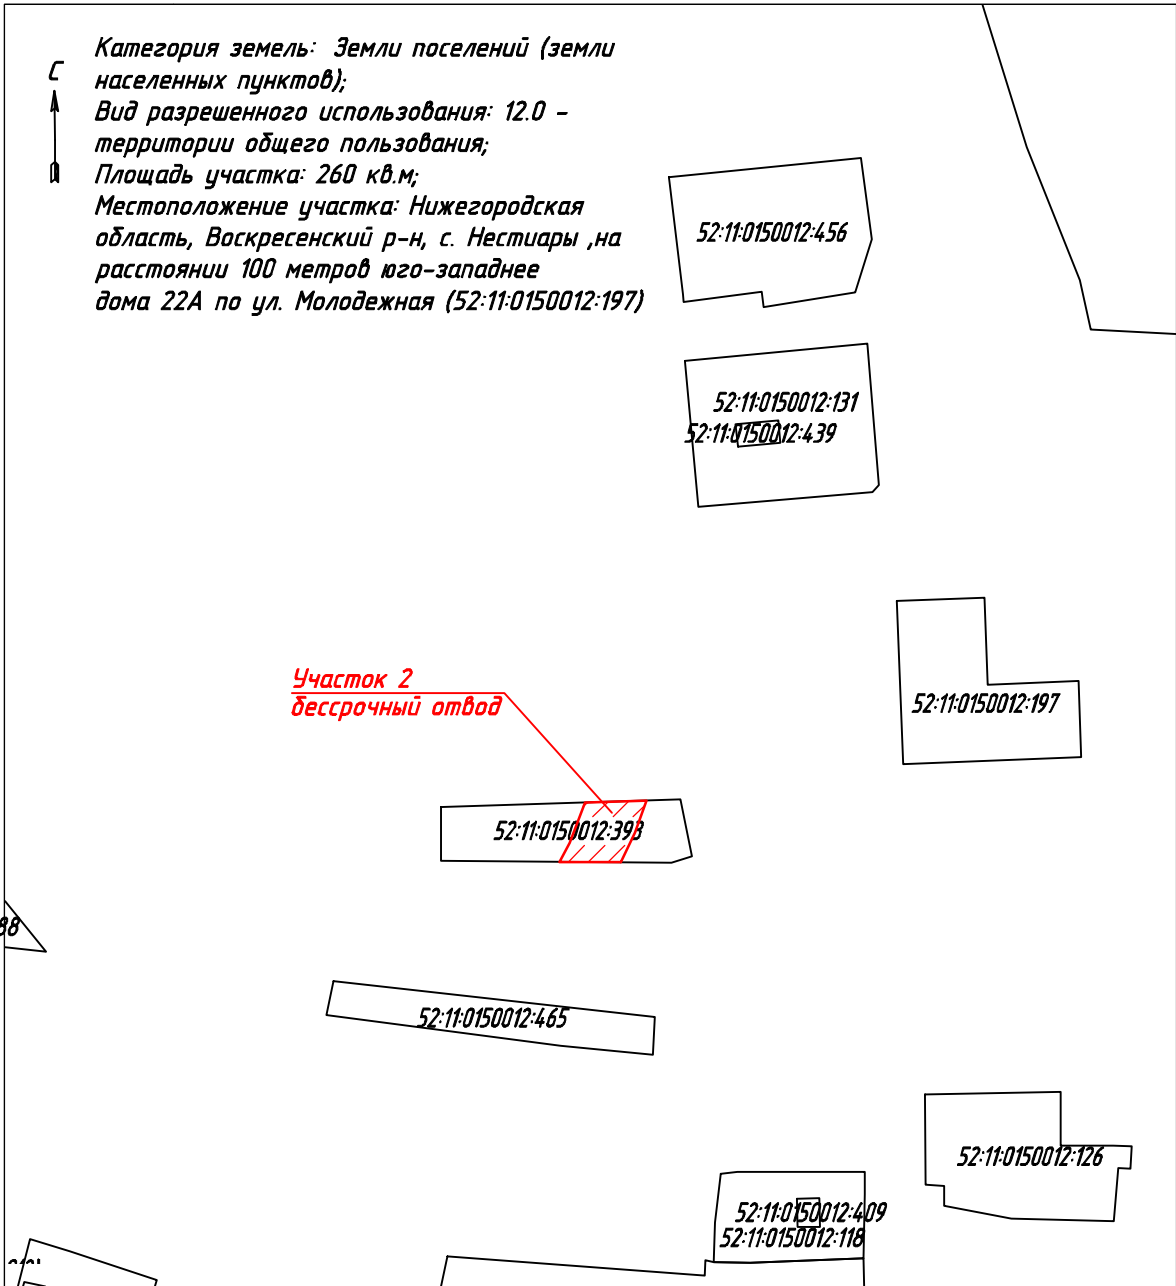 С
Категория земель: Земли поселений (земли
населенных пунктов);
Вид разрешенного использования: 12.0 -
территории общего пользования;
Площадь участка: 260 кв.м;
Местоположение участка: Нижегородская
область, Воскресенский р-н, с. Нестиары ,на
расстоянии 100 метров юго-западнее
дома 22А по ул. Молодежная (52:11:0150012:197)
52:11:0150012:456
52:11:0150012:131
52:11:0150012:439
Участок 2
бессрочный отвод
52:11:0150012:197
52:11:0150012:393
88
52:11:0150012:465
52:11:0150012:126
52:11:0150012:409
52:11:0150012:118